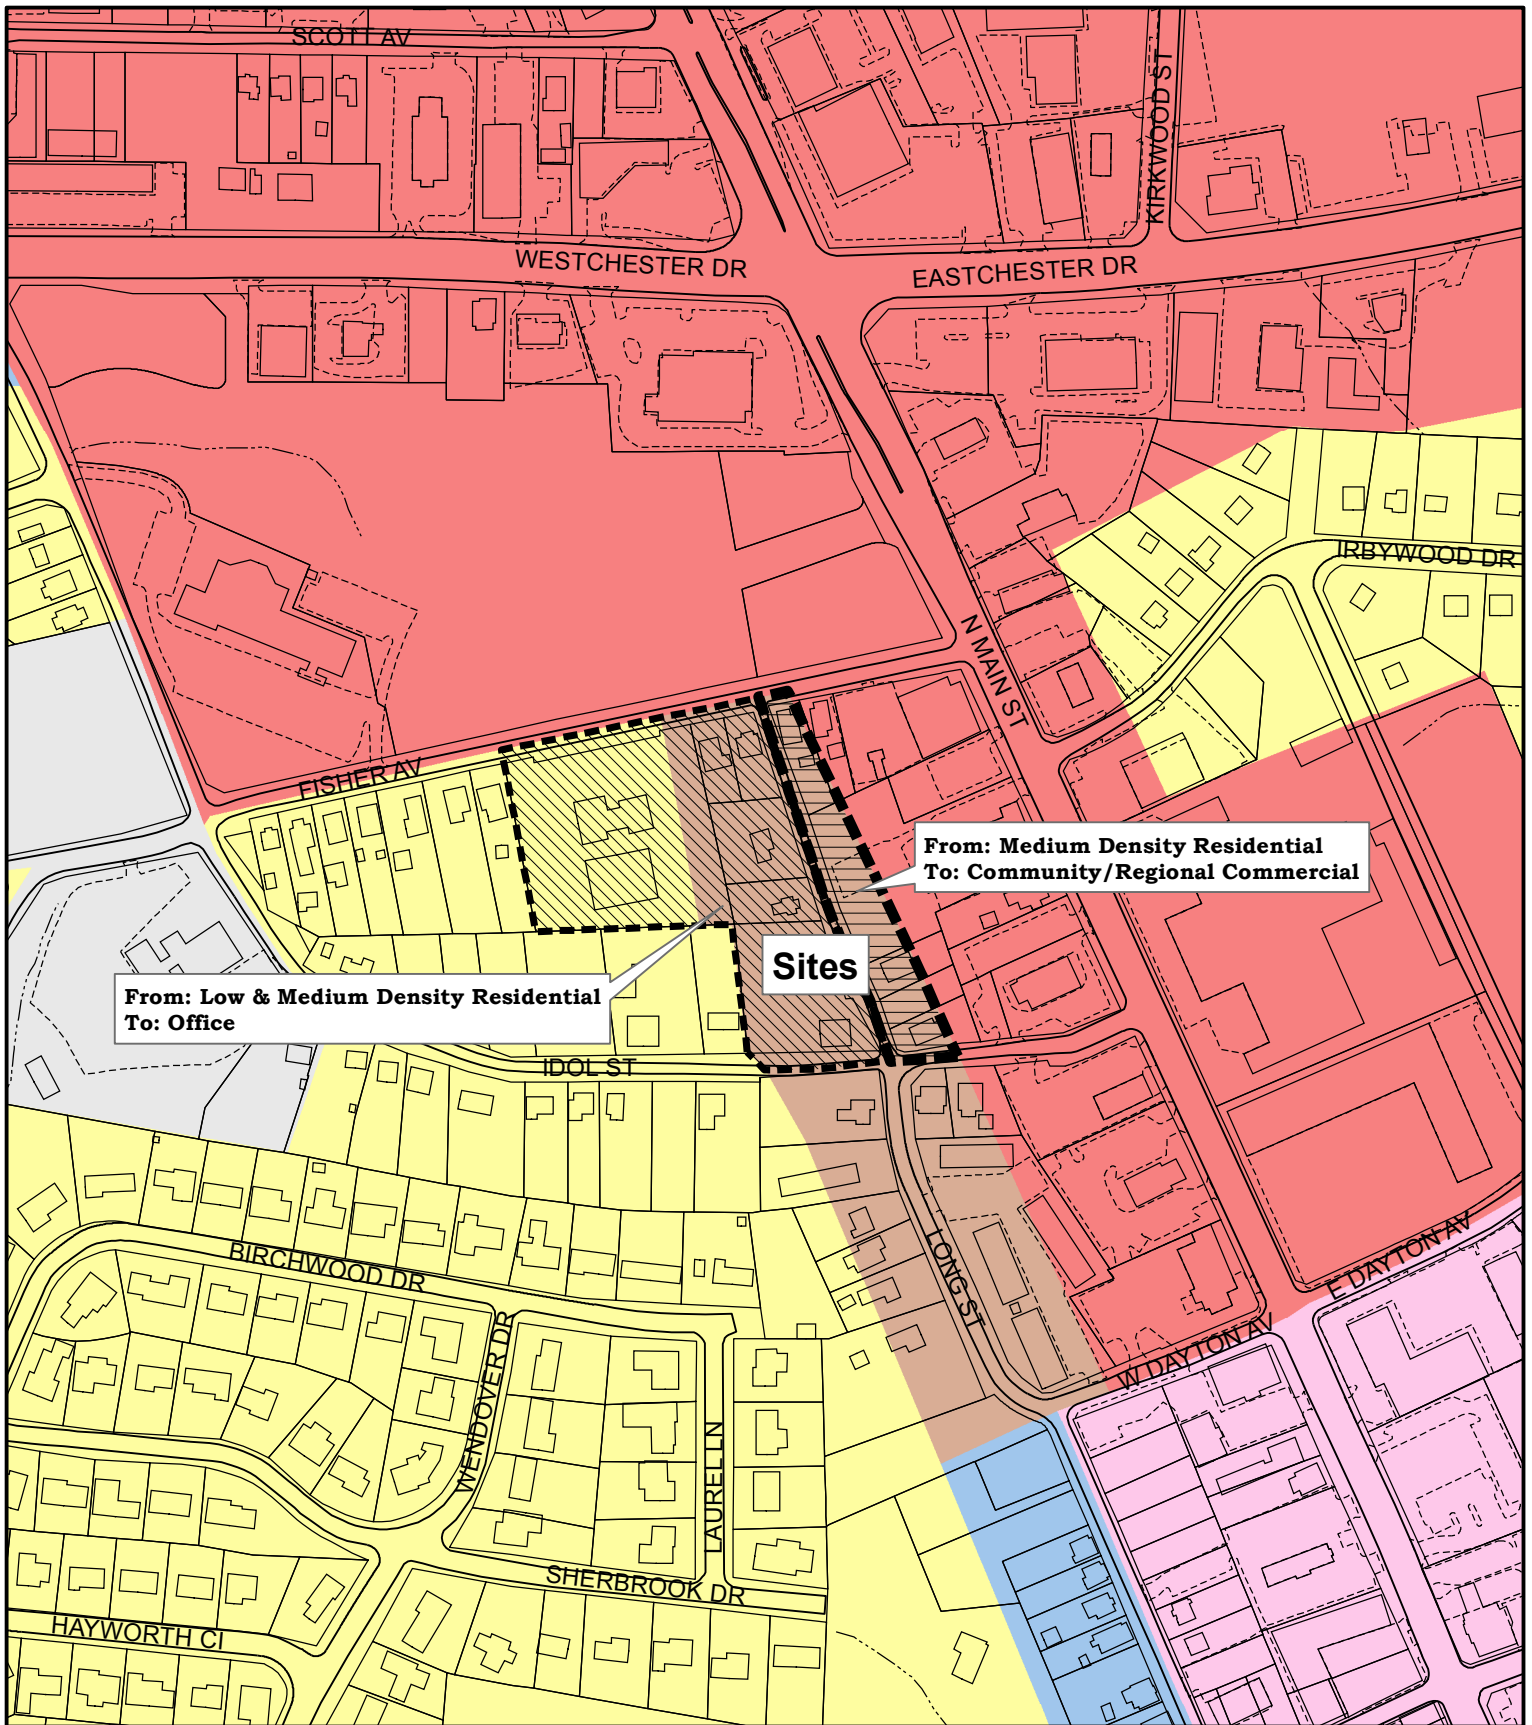 SCOTT AV
KIRKWOOD ST
WESTCHESTER DR
EASTCHESTER DR
IRBYWOOD DR
N MAIN ST
FISHER AV
From: Medium Density Residential
To: Community/Regional Commercial
Sites
From: Low & Medium Density Residential
To: Office
IDOL ST
BIRCHWOOD DR
LONG ST
E DAYTON AV
W DAYTON AV
WENDOVER DR
LAUREL LN
SHERBROOK DR
HAYWORTH CI